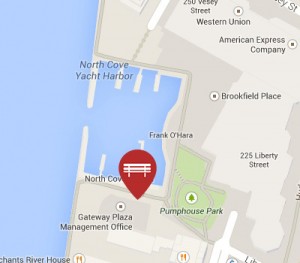 250 Vesey
Street
Western Union
American Express
Company
North Cove
Yacht Harbor
Brookfield Place
Frank O'Hara
225 Liberty
Street
North Cove
Pumphouse Park
Gateway Plaza
Management Office
Merchants River House